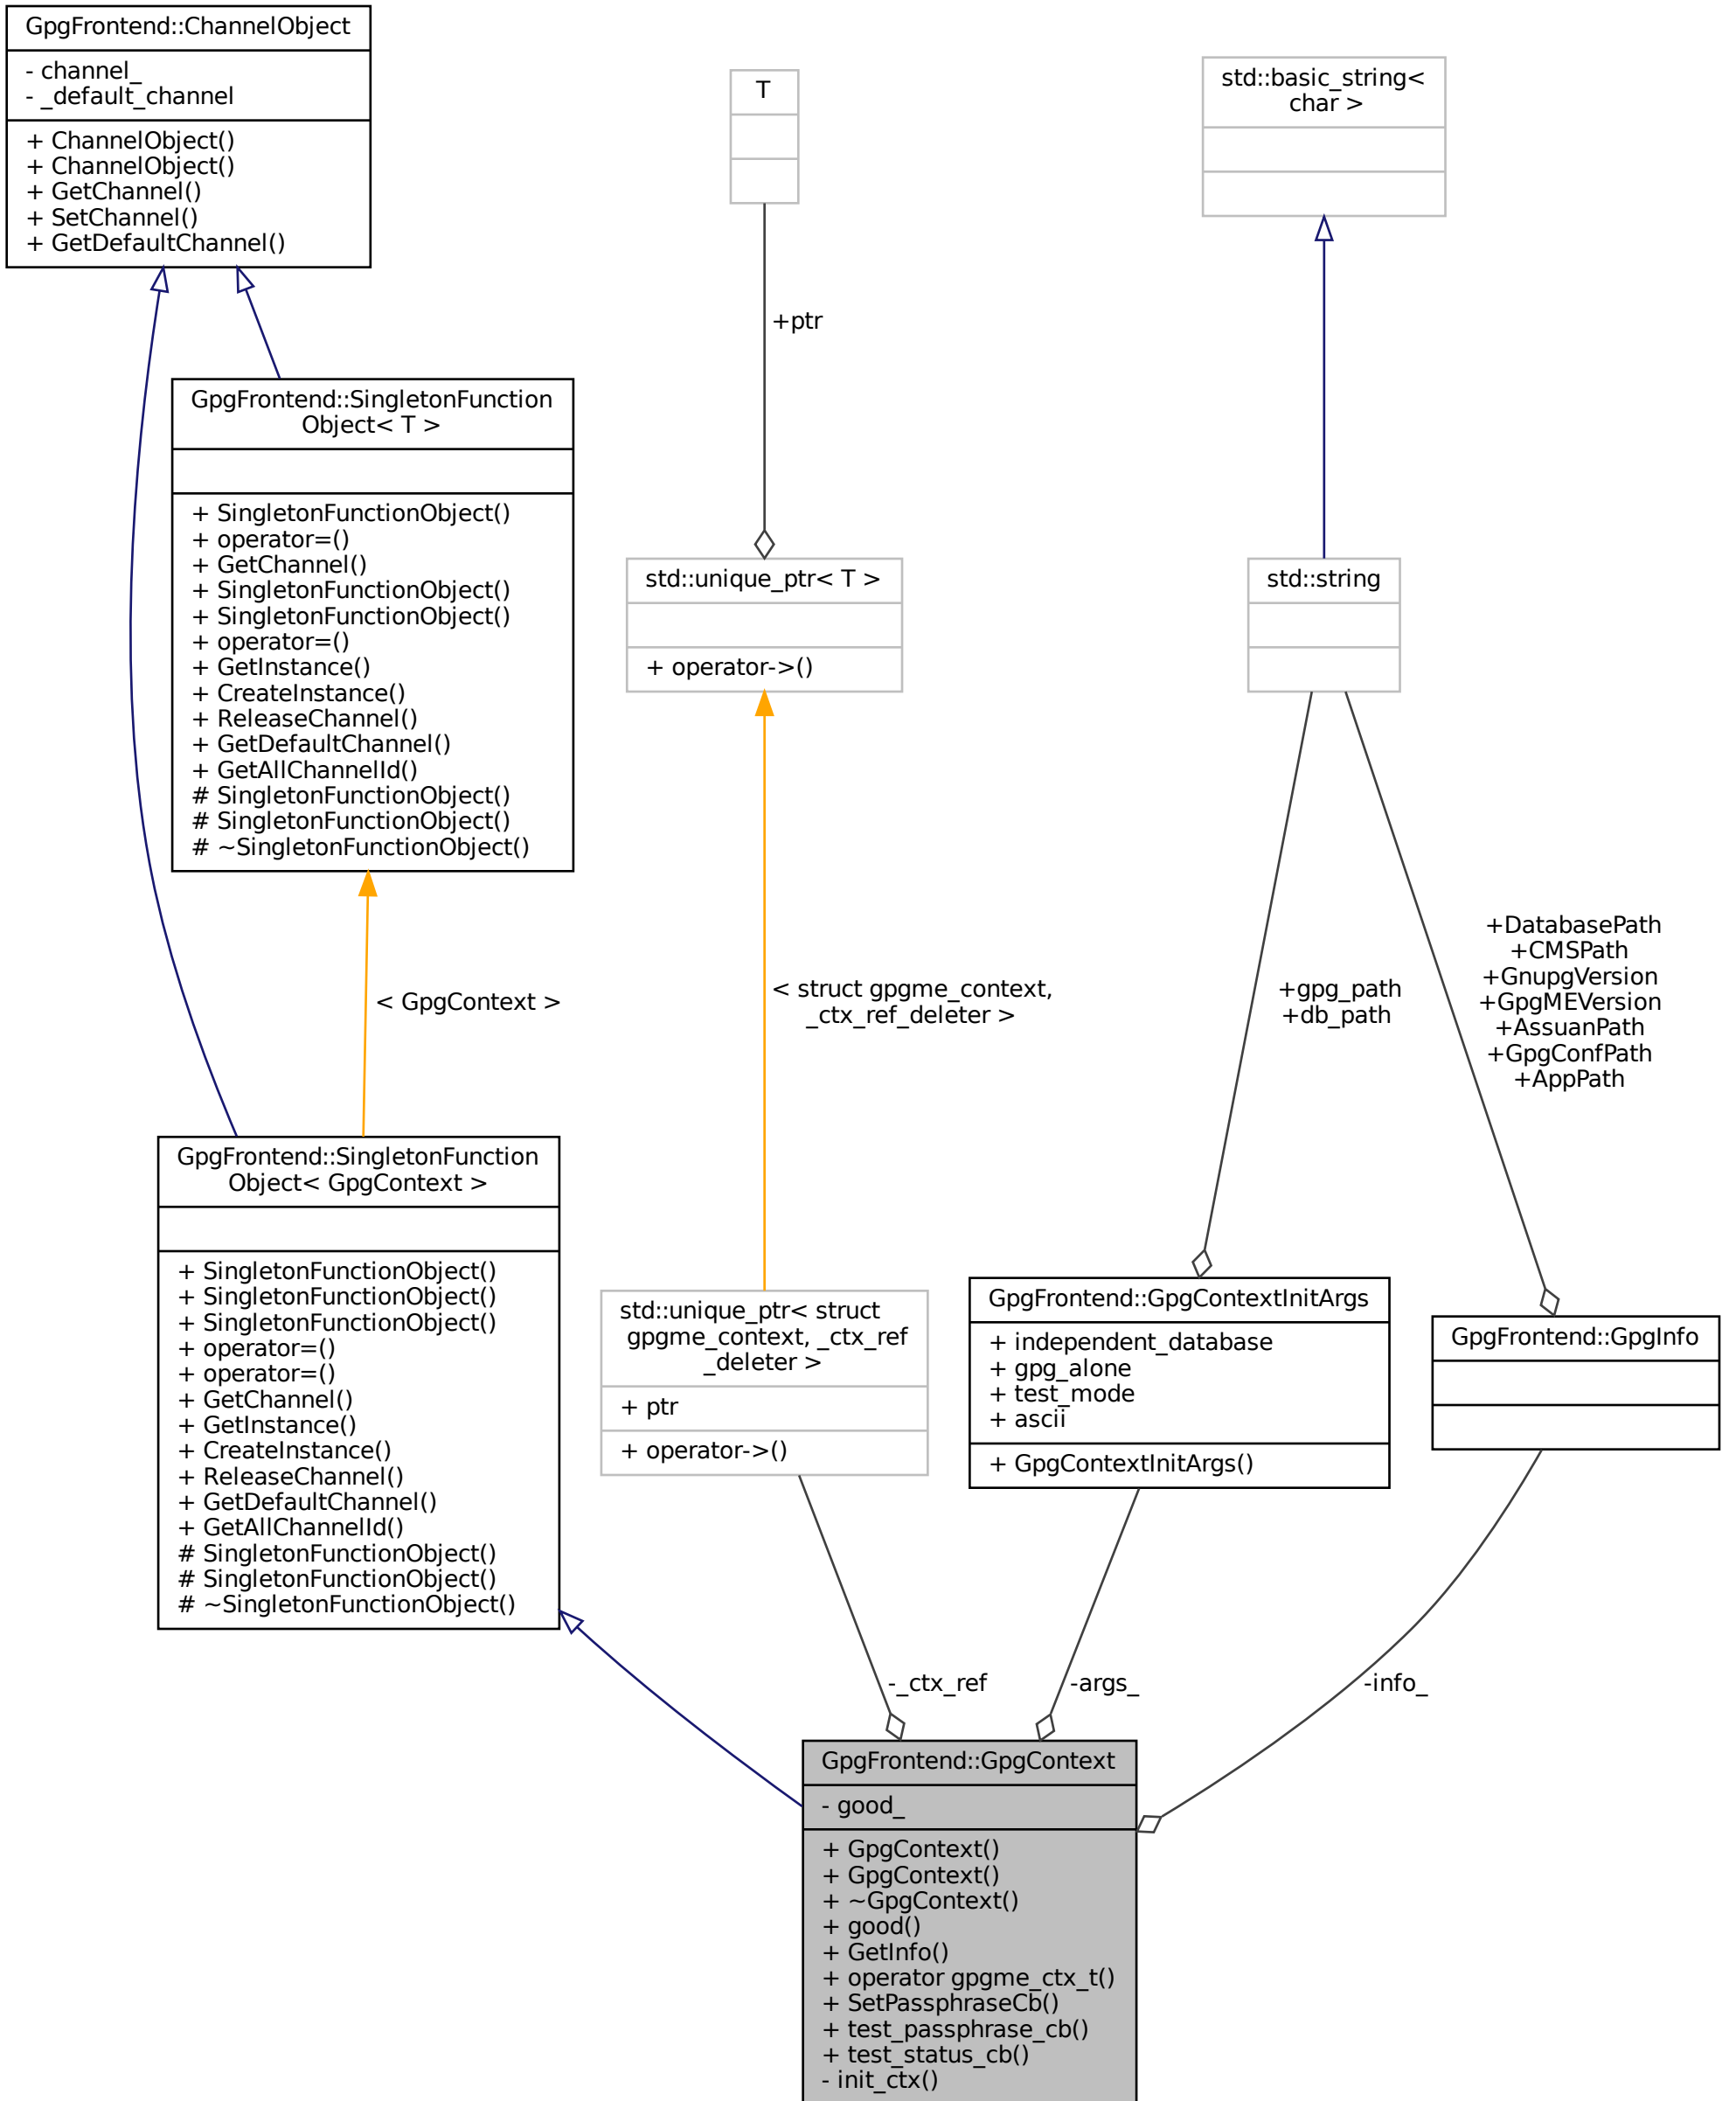 GpgFrontend::ChannelObject
- channel_
- _default_channel
+ ChannelObject()
+ ChannelObject()
+ GetChannel()
+ SetChannel()
+ GetDefaultChannel()
T
std::basic_string<
char >
+ptr
GpgFrontend::SingletonFunction
Object< T >
+ SingletonFunctionObject()
+ operator=()
+ GetChannel()
+ SingletonFunctionObject()
+ SingletonFunctionObject()
+ operator=()
+ GetInstance()
+ CreateInstance()
+ ReleaseChannel()
+ GetDefaultChannel()
+ GetAllChannelId()
# SingletonFunctionObject()
# SingletonFunctionObject()
# ~SingletonFunctionObject()
std::unique_ptr< T >
+ operator->()
std::string
< GpgContext >
< struct gpgme_context,
_ctx_ref_deleter >
+gpg_path
+db_path
+DatabasePath
+CMSPath
+GnupgVersion
+GpgMEVersion
+AssuanPath
+GpgConfPath
+AppPath
GpgFrontend::SingletonFunction
Object< GpgContext >
+ SingletonFunctionObject()
+ SingletonFunctionObject()
+ SingletonFunctionObject()
+ operator=()
+ operator=()
+ GetChannel()
+ GetInstance()
+ CreateInstance()
+ ReleaseChannel()
+ GetDefaultChannel()
+ GetAllChannelId()
# SingletonFunctionObject()
# SingletonFunctionObject()
# ~SingletonFunctionObject()
std::unique_ptr< struct
gpgme_context, _ctx_ref
_deleter >
+ ptr
+ operator->()
GpgFrontend::GpgContextInitArgs
+ independent_database
+ gpg_alone
+ test_mode
+ ascii
+ GpgContextInitArgs()
GpgFrontend::GpgInfo
-_ctx_ref
-args_
-info_
GpgFrontend::GpgContext
- good_
+ GpgContext()
+ GpgContext()
+ ~GpgContext()
+ good()
+ GetInfo()
+ operator gpgme_ctx_t()
+ SetPassphraseCb()
+ test_passphrase_cb()
+ test_status_cb()
- init_ctx()